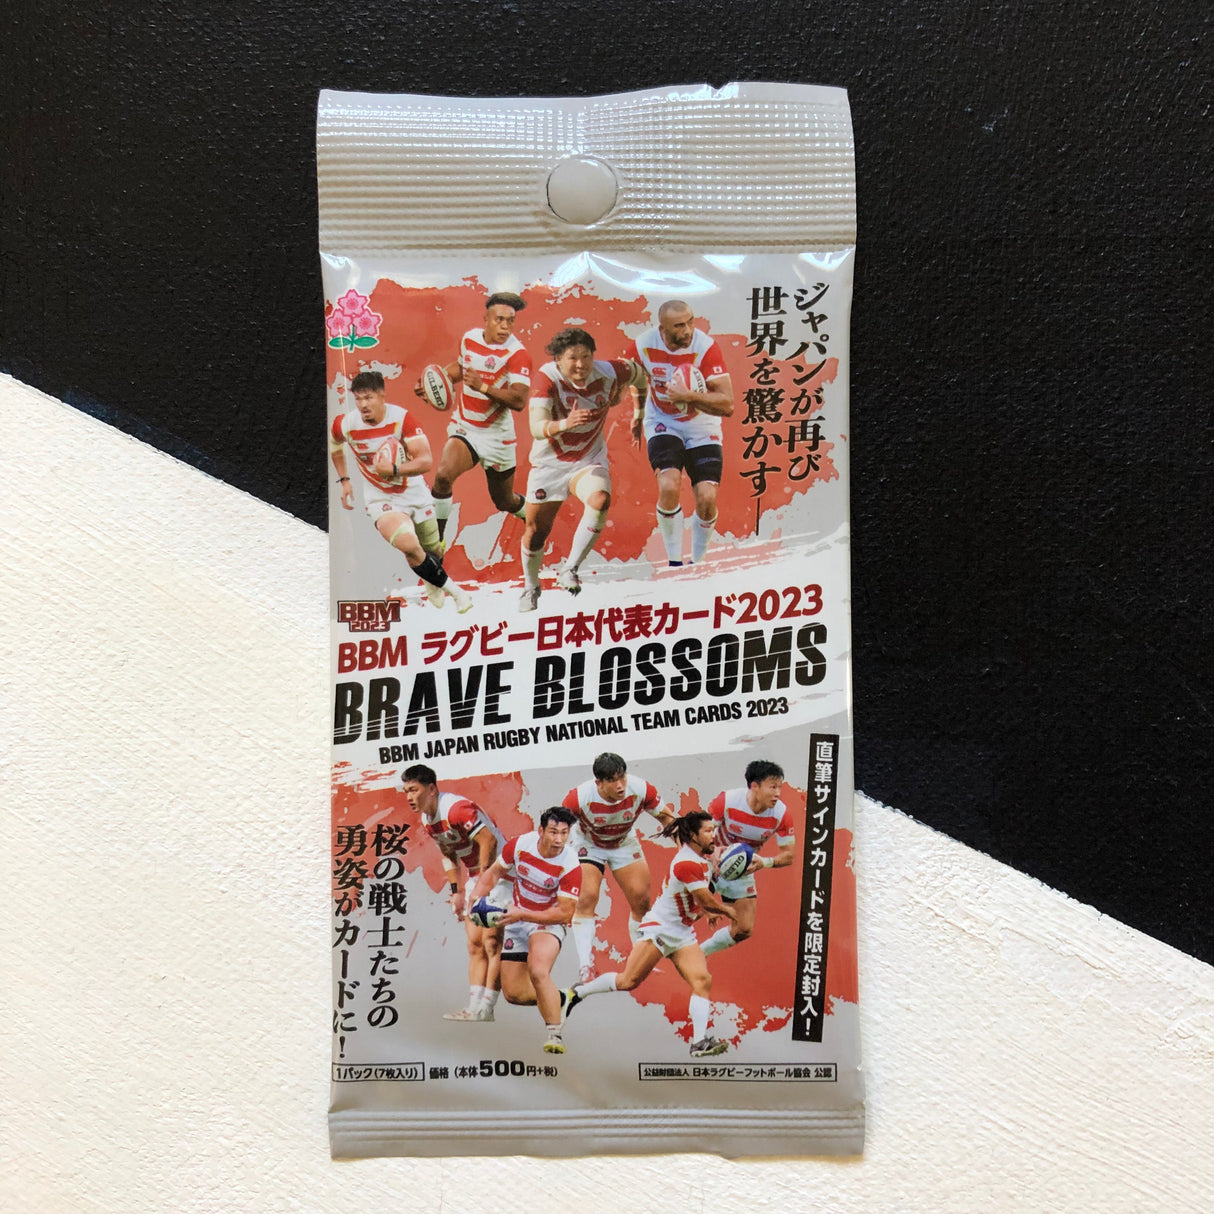 ジャパンが再び
世界を驚かす—
GILBERT
BBM
2023
BBM ラグビー日本代表カード2023
BRAVE BLOSSOMS
BBM JAPAN RUGBY NATIONAL TEAM CARDS 2023
直筆サインカードを限定封入!
桜の戦士たちの
勇姿がカードに!
1パック(7枚入り) 価格(本体500円+税)
公益財団法人 日本ラグビーフットボール協会 公認